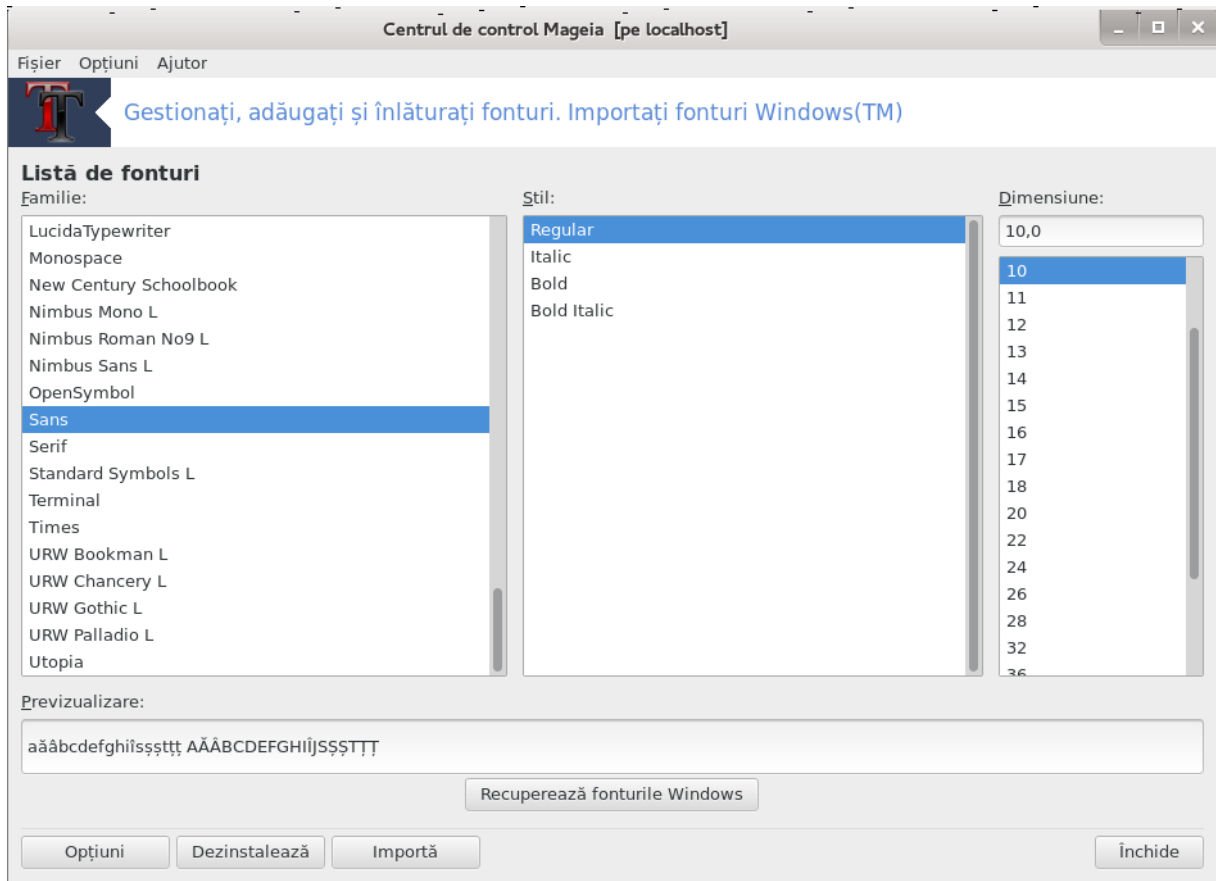 Centrul de control Mageia [pe localhost]
Fișier Opțiuni Ajutor
Gestionați, adăugați și înlăturați fonturi. Importați fonturi Windows(TM)
Listă de fonturi
Familie:
LucidaTypewriter
Monospace
New Century Schoolbook
Nimbus Mono L
Nimbus Roman No9 L
Nimbus Sans L
OpenSymbol
Sans
Serif
Standard Symbols L
Terminal
Times
URW Bookman L
URW Chancery L
URW Gothic L
URW Palladio L
Utopia
Stil:
Regular
Italic
Bold
Bold Italic
Dimensiune:
10,0
10
11
12
13
14
15
16
17
18
20
22
24
26
28
32
36
Previzualizare:
aăâbcdefghiîsșşstțţ AĂÂBCDEFGHIÎJSȘŞTȚŢ
Recuperează fonturile Windows
Opțiuni Dezinstalează Importă Închide